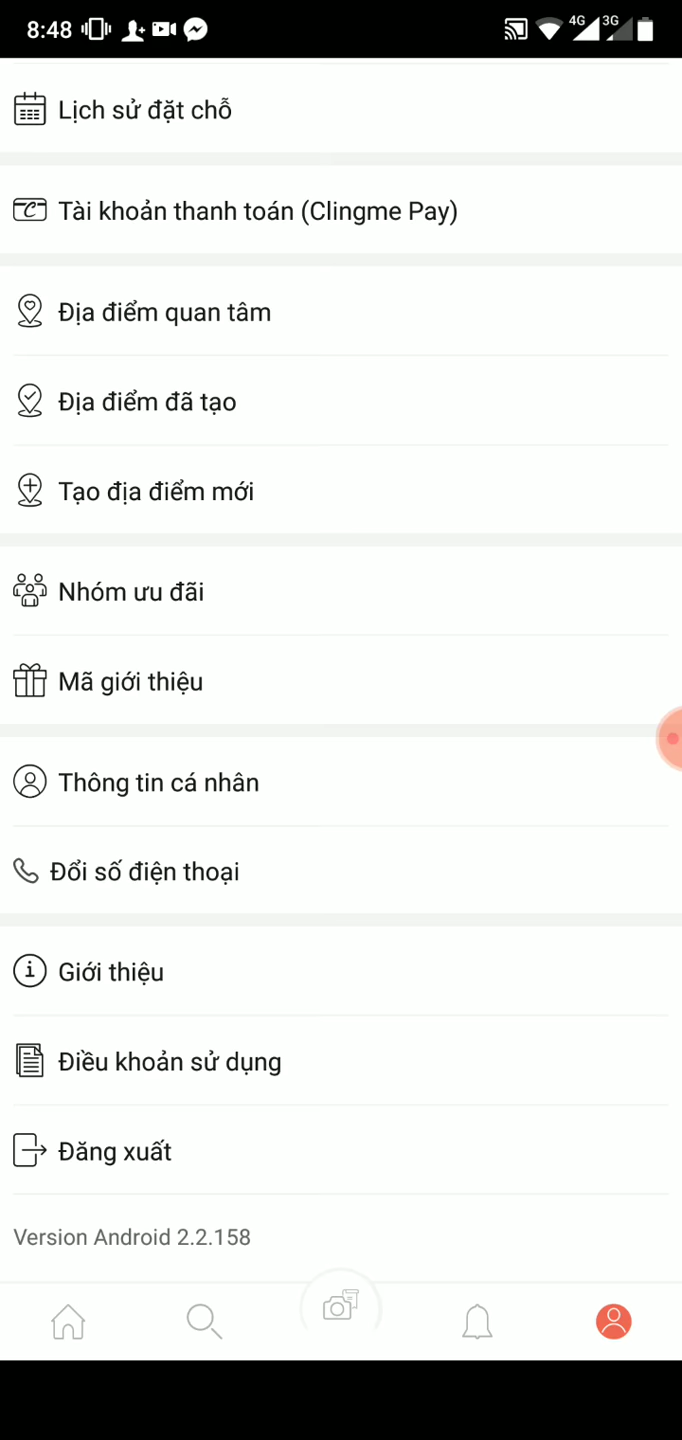 8:48
4G 3G
Lịch sử đặt chỗ
Tài khoản thanh toán (Clingme Pay)
Địa điểm quan tâm
Địa điểm đã tạo
Tạo địa điểm mới
Nhóm ưu đãi
Mã giới thiệu
Thông tin cá nhân
Đổi số điện thoại
Giới thiệu
Điều khoản sử dụng
Đăng xuất
Version Android 2.2.158